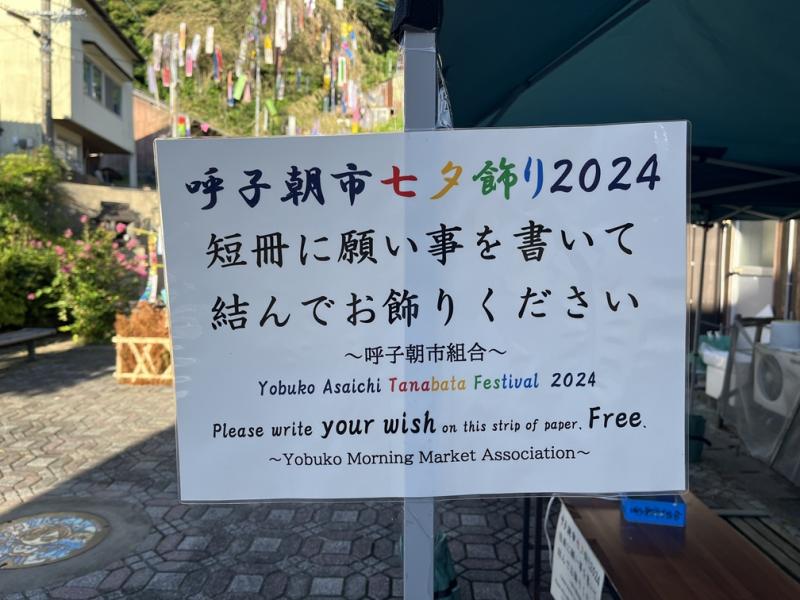 呼子朝市七夕飾り2024
短冊に願い事を書いて
結んでお飾りください
～呼子朝市組合～
Yobuko Asaichi Tanabata Festival 2024
Please write your wish on this strip of paper. Free.
～Yobuko Morning Market Association～